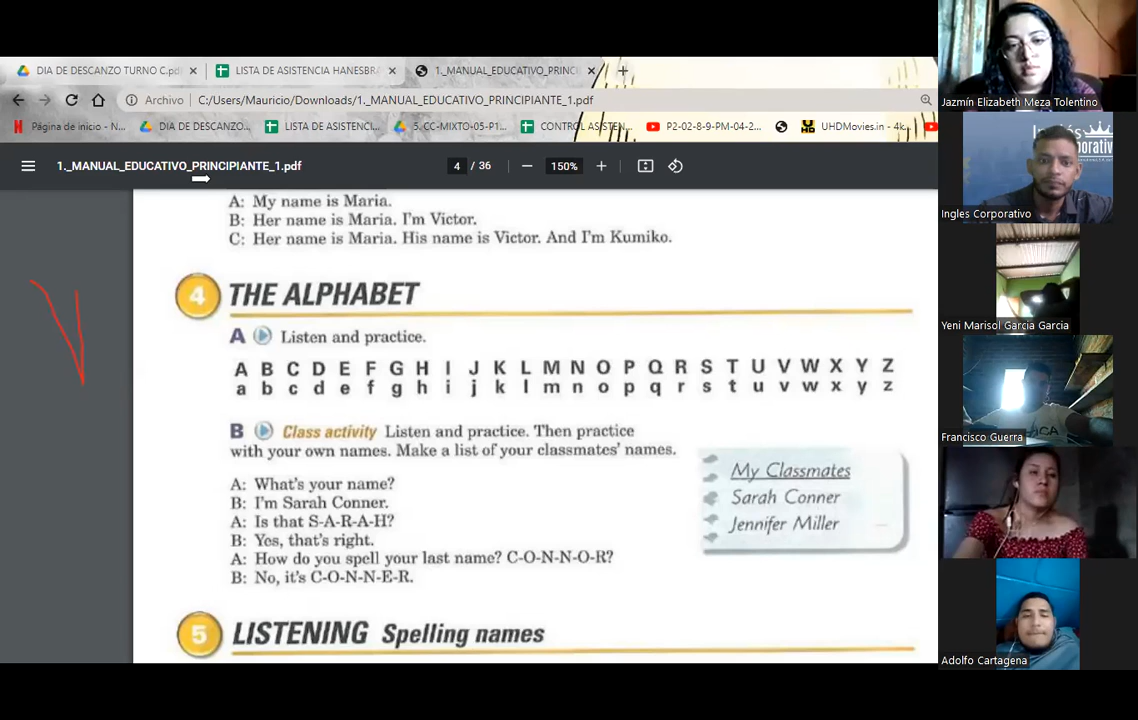 DIA DE DESCANZO TURNO C.pd
LISTA DE ASISTENCIA HANESBRA
1._MANUAL_EDUCATIVO_PRINCI
Archivo C:/Users/Mauricio/Downloads/1._MANUAL_EDUCATIVO_PRINCIPIANTE_1.pdf
Página de inicio - N...
DIA DE DESCANZO...
LISTA DE ASISTENCI...
5. CC-MIXTO-05-P1...
CONTROL ASISTEN...
P2-02-8-9-PM-04-2...
UHDMovies.in - 4k...
1._MANUAL_EDUCATIVO_PRINCIPIANTE_1.pdf
4 / 36
150%
A: My name is Maria.
B: Her name is Maria. I'm Victor.
C: Her name is Maria. His name is Victor. And I'm Kumiko.
4 THE ALPHABET
A Listen and practice.
A B C D E F G H I J K L M N O P Q R S T U V W X Y Z
a b c d e f g h i j k l m n o p q r s t u v w x y z
B Class activity Listen and practice. Then practice
with your own names. Make a list of your classmates' names.
A: What's your name?
B: I'm Sarah Conner.
A: Is that S-A-R-A-H?
B: Yes, that's right.
A: How do you spell your last name? C-O-N-N-O-R?
B: No, it's C-O-N-N-E-R.
My Classmates
Sarah Conner
Jennifer Miller
5 LISTENING Spelling names
Jazmín Elizabeth Meza Tolentino
Ingles Corporativo
Yeni Marisol Garcia Garcia
Francisco Guerra
Adolfo Cartagena